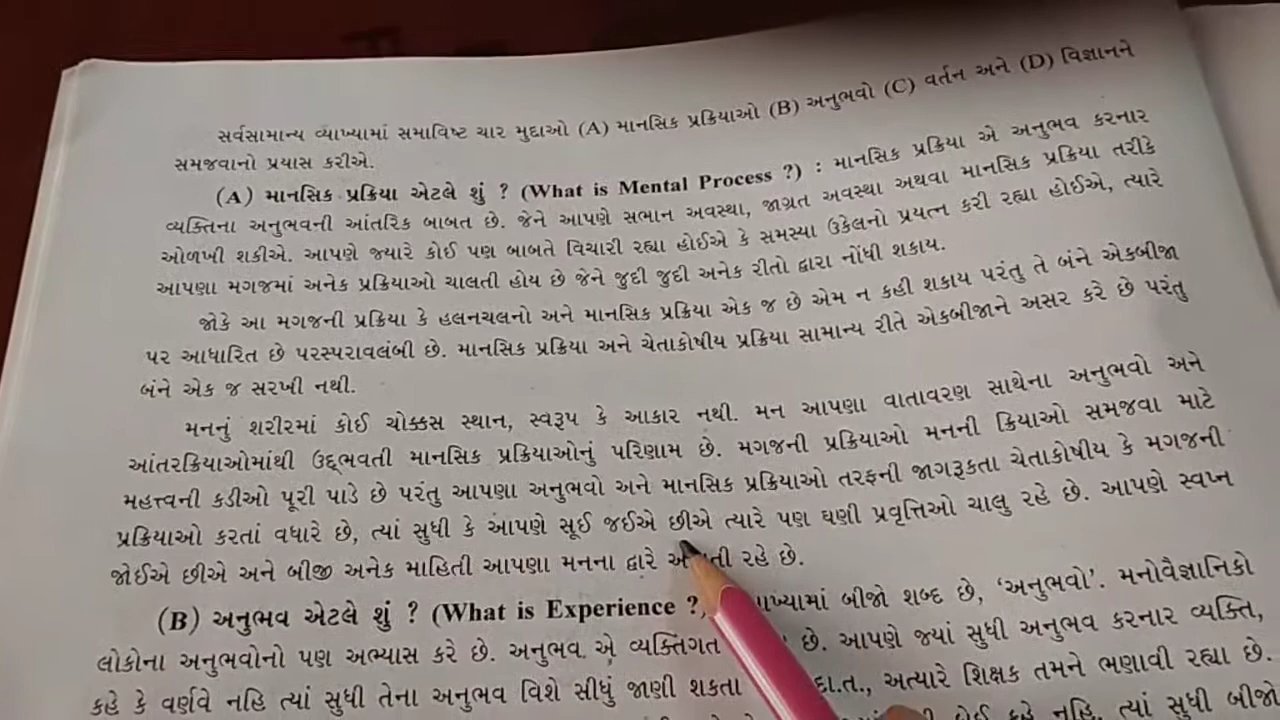 સર્વસામાન્ય વ્યાખ્યામાં સમાવિષ્ટ ચાર મુદાઓ (A) માનસિક પ્રક્રિયાઓ (B) અનુભવો (C) વર્તન અને (D) વિજ્ઞાનને
સમજવાનો પ્રયાસ કરીએ.
(A) માનસિક પ્રક્રિયા એટલે શું ? (What is Mental Process ?) : માનસિક પ્રક્રિયા એ અનુભવ કરનાર
વ્યક્તિના અનુભવની આંતરિક બાબત છે. જેને આપણે સભાન અવસ્થા, જાગ્રત અવસ્થા અથવા માનસિક પ્રક્રિયા તરીકે
ઓળખી શકીએ. આપણે જ્યારે કોઈ પણ બાબતે વિચારી રહ્યા હોઈએ કે સમસ્યા ઉકેલનો પ્રયત્ન કરી રહ્યા હોઈએ, ત્યારે
આપણા મગજમાં અનેક પ્રક્રિયાઓ ચાલતી હોય છે જેને જુદી જુદી અનેક રીતો દ્વારા નોંધી શકાય.
જોકે આ મગજની પ્રક્રિયા કે હલનચલનો અને માનસિક પ્રક્રિયા એક જ છે એમ ન કહી શકાય પરંતુ તે બંને એકબીજા
પર આધારિત છે પરસ્પરાવલંબી છે. માનસિક પ્રક્રિયા અને ચેતાકોષીય પ્રક્રિયા સામાન્ય રીતે એકબીજાને અસર કરે છે પરંતુ
બંને એક જ સરખી નથી.
મનનું શરીરમાં કોઈ ચોક્કસ સ્થાન, સ્વરૂપ કે આકાર નથી. મન આપણા વાતાવરણ સાથેના અનુભવો અને
આંતરક્રિયાઓમાંથી ઉદ્ભવતી માનસિક પ્રક્રિયાઓનું પરિણામ છે. મગજની પ્રક્રિયાઓ મનની ક્રિયાઓ સમજવા માટે
મહત્ત્વની કડીઓ પૂરી પાડે છે પરંતુ આપણા અનુભવો અને માનસિક પ્રક્રિયાઓ તરફની જાગરૂકતા ચેતાકોષીય કે મગજની
પ્રક્રિયાઓ કરતાં વધારે છે, ત્યાં સુધી કે આપણે સૂઈ જઈએ છીએ ત્યારે પણ ઘણી પ્રવૃત્તિઓ ચાલુ રહે છે. આપણે સ્વપ્ન
જોઈએ છીએ અને બીજી અનેક માહિતી આપણા મનના દ્વારે રહે છે.
(B) અનુભવ એટલે શું ? (What is Experience ?) બીજો શબ્દ છે, ‘અનુભવો’. મનોવૈજ્ઞાનિકો
લોકોના અનુભવોનો પણ અભ્યાસ કરે છે. અનુભવ એ વ્યક્તિગત છે. આપણે જ્યાં સુધી અનુભવ કરનાર વ્યક્તિ,
કહે કે વર્ણવે નહિ ત્યાં સુધી તેના અનુભવ વિશે સીધું જાણી શકતા દા.ત., અત્યારે શિક્ષક તમને ભણાવી રહ્યા છે.
કહે નહિ, ત્યાં સુધી બીજો